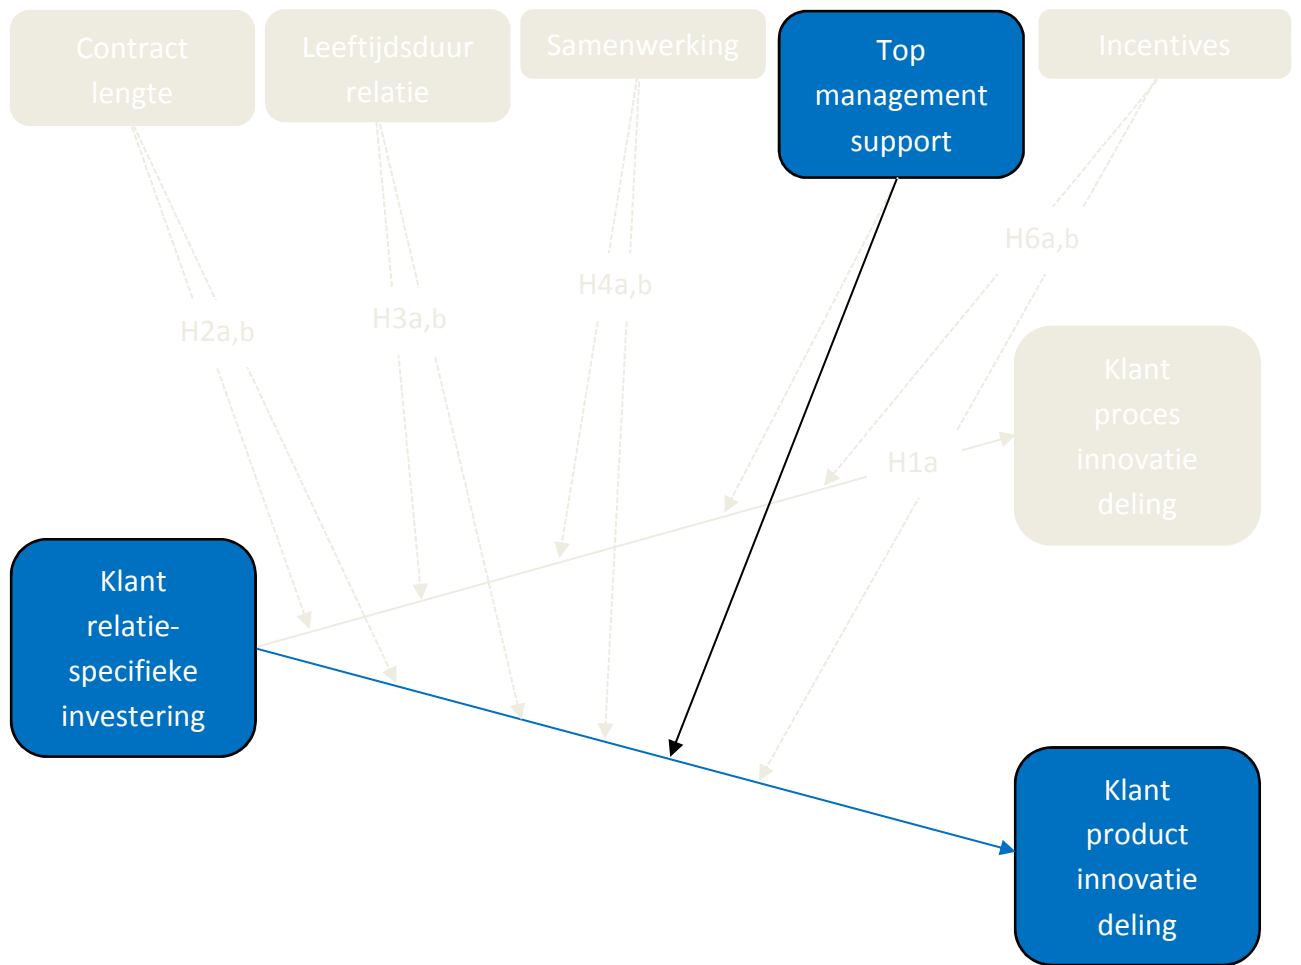 Contract
lengte
Leeftijdsduur
relatie
Samenwerking
Top
management
support
Incentives
H6a,b
H4a,b
H3a,b
H2a,b
Klant
proces
innovatie
deling
H1a
Klant
relatie-
specifieke
investering
Klant
product
innovatie
deling